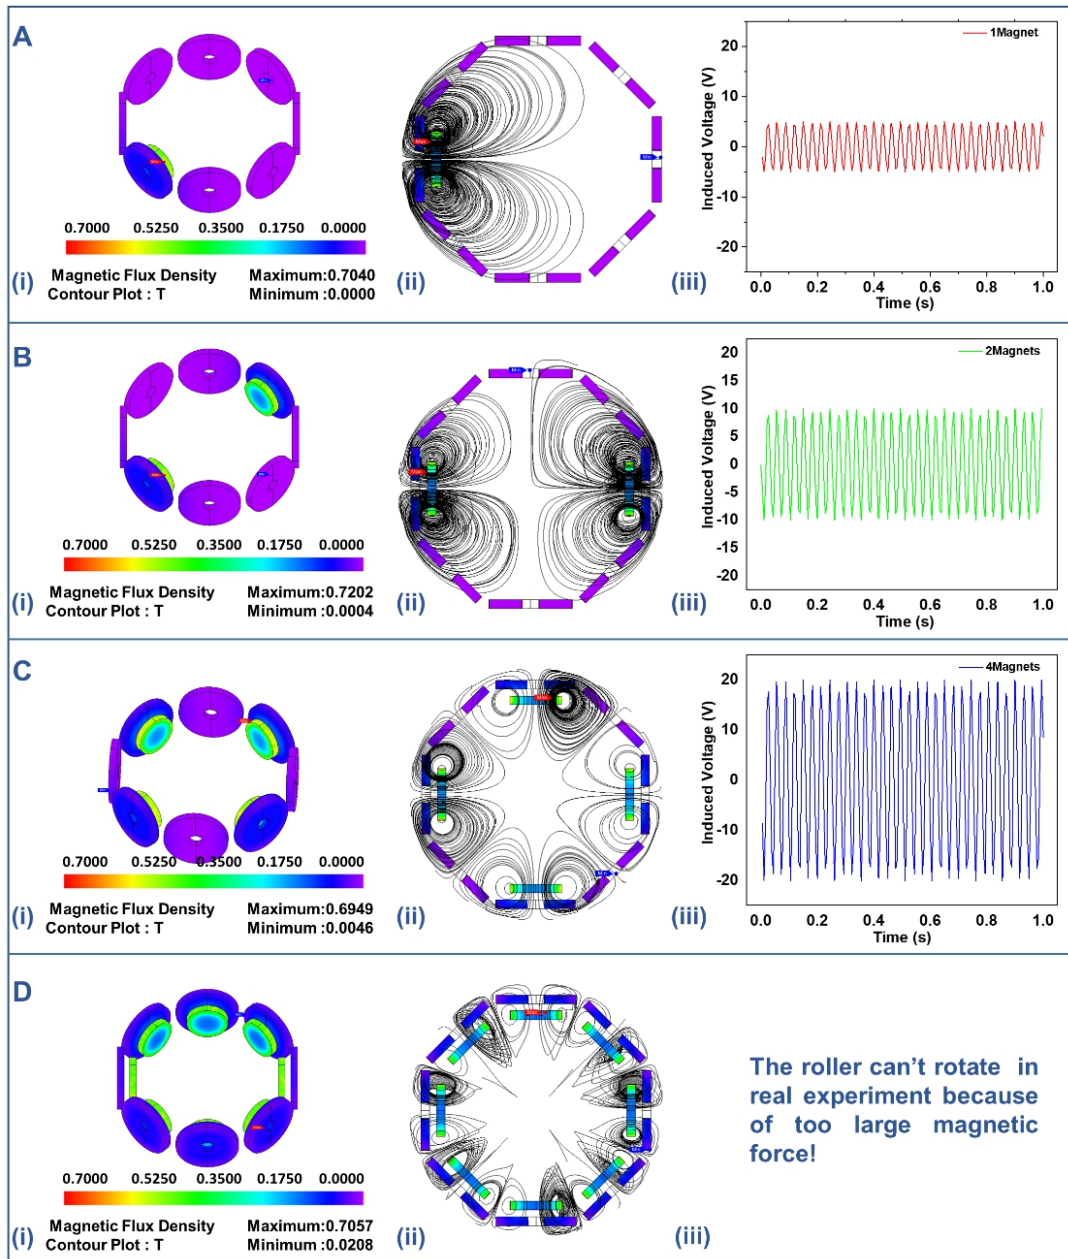 A
0.7000 0.5250 0.3500 0.1750 0.0000
Magnetic Flux Density Maximum:0.7040
Contour Plot : T Minimum :0.0000
(i)
Max
Min
(ii)
1Magnet
Induced Voltage (V)
20
10
0
-10
-20
0.0 0.2 0.4 0.6 0.8 1.0
Time (s)
(iii)
B
0.7000 0.5250 0.3500 0.1750 0.0000
Magnetic Flux Density Maximum:0.7202
Contour Plot : T Minimum :0.0004
(i)
Min
Max
(ii)
2Magnets
Induced Voltage (V)
20
15
10
5
0
-5
-10
-15
-20
0.0 0.2 0.4 0.6 0.8 1.0
Time (s)
(iii)
C
0.7000 0.5250 0.3500 0.1750 0.0000
Magnetic Flux Density Maximum:0.6949
Contour Plot : T Minimum :0.0046
(i)
Max
Min
(ii)
4Magnets
Induced Voltage (V)
20
10
0
-10
-20
0.0 0.2 0.4 0.6 0.8 1.0
Time (s)
(iii)
D
0.7000 0.5250 0.3500 0.1750 0.0000
Magnetic Flux Density Maximum:0.7057
Contour Plot : T Minimum :0.0208
(i)
Max
Min
(ii)
The roller can't rotate in
real experiment because
of too large magnetic
force!
(iii)